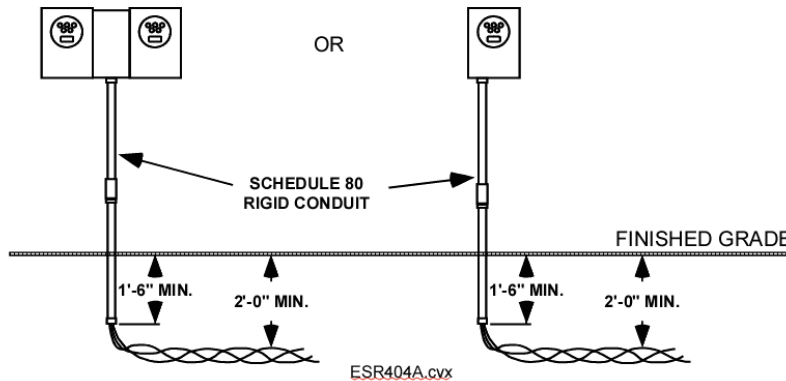 OR
SCHEDULE 80
RIGID CONDUIT
FINISHED GRADE
1'-6" MIN.
2'-0" MIN.
1'-6" MIN.
2'-0" MIN.
ESR404A.cvx